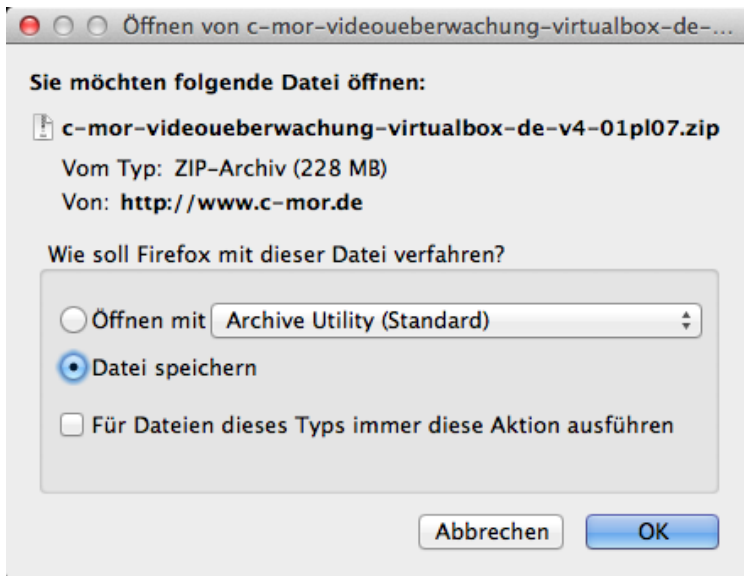 Öffnen von c-mor-videoueberwachung-virtualbox-de-...
Sie möchten folgende Datei öffnen:
c-mor-videoueberwachung-virtualbox-de-v4-01pl07.zip
Vom Typ: ZIP-Archiv (228 MB)
Von: http://www.c-mor.de
Wie soll Firefox mit dieser Datei verfahren?
Öffnen mit Archive Utility (Standard)
Datei speichern
Für Dateien dieses Typs immer diese Aktion ausführen
Abbrechen OK